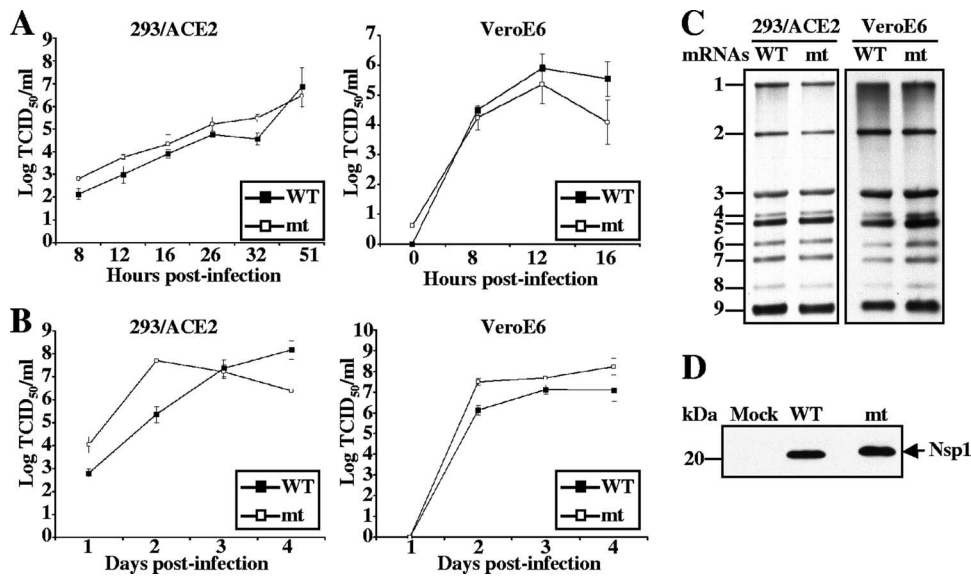 A
293/ACE2
Log TCID50/ml
9
8
7
6
5
4
3
2
1
0
WT
mt
8 12 16 26 32 51
Hours post-infection
VeroE6
Log TCID50/ml
7
6
5
4
3
2
1
0
WT
mt
0 8 12 16
Hours post-infection
B
293/ACE2
Log TCID50/ml
9
8
7
6
5
4
3
2
1
0
WT
mt
1 2 3 4
Days post-infection
VeroE6
Log TCID50/ml
10
9
8
7
6
5
4
3
2
1
0
WT
mt
1 2 3 4
Days post-infection
C
293/ACE2 VeroE6
mRNAs WT mt WT mt
1
2
3
4
5
6
7
8
9
D
kDa Mock WT mt
20
Nsp1